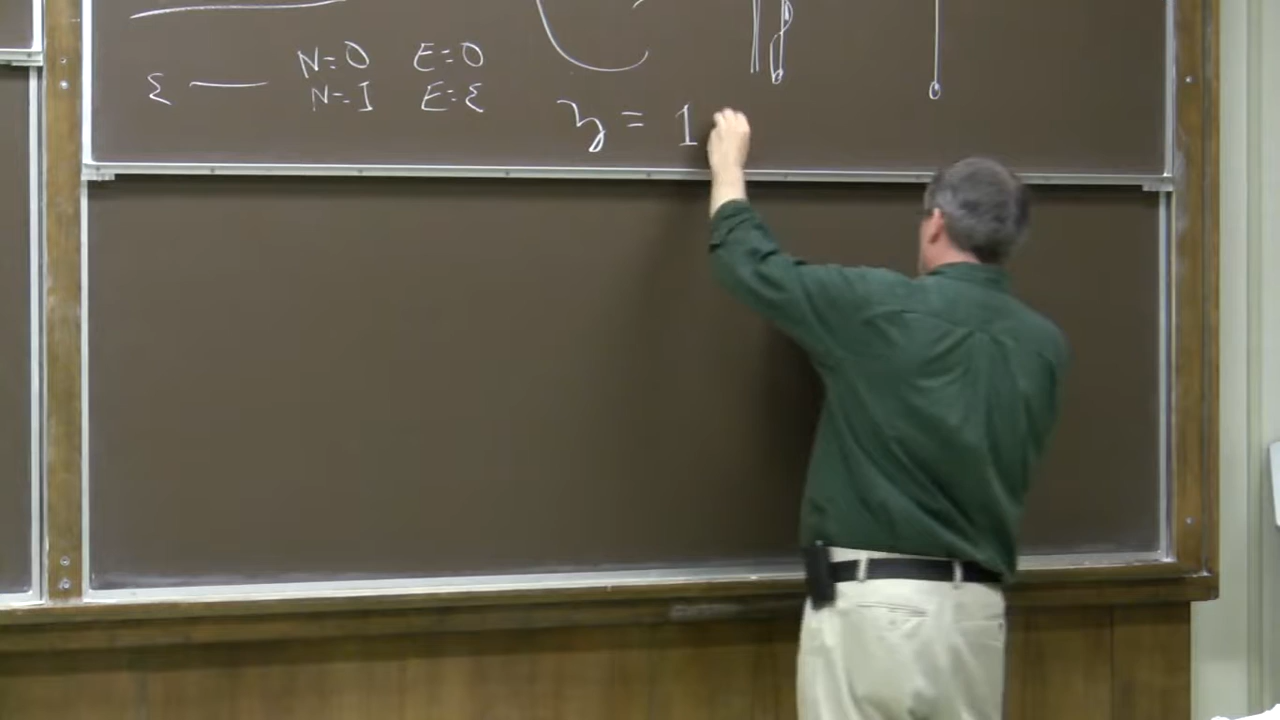 N=0 E=0
ε — N=1 E=ε
𝔷 = 1